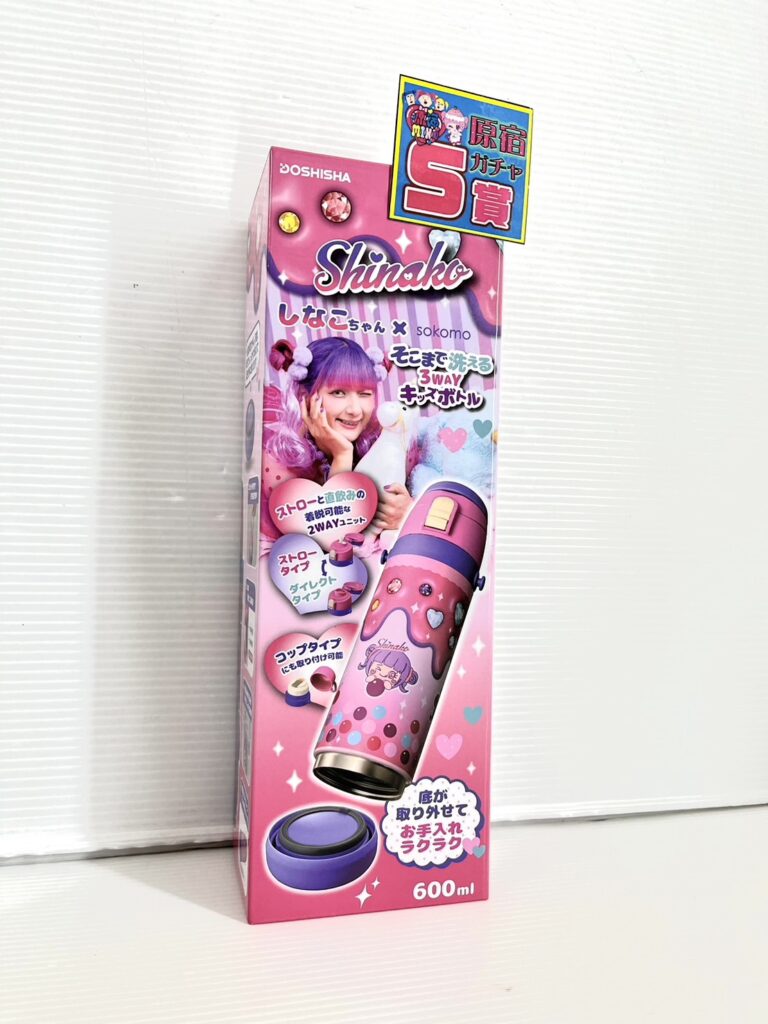 原宿
ガチャ
S賞
DOSHISHA
Shinako
しなこちゃん × sokomo
そこまで洗える
3WAY
キッズボトル
ストローと直飲みの
着脱可能な
2WAYユニット
ストロー
タイプ
ダイレクト
タイプ
コップタイプ
にも取り付け可能
Shinako
底が
取り外せて
お手入れ
ラクラク
600ml